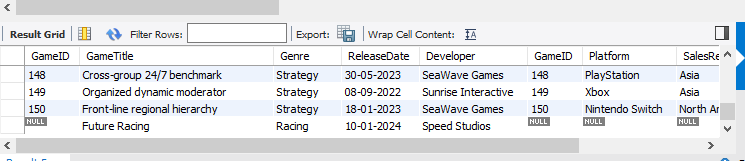 Result Grid Filter Rows: Export: Wrap Cell Content: IA
GameID GameTitle Genre ReleaseDate Developer GameID Platform SalesRe
148 Cross-group 24/7 benchmark Strategy 30-05-2023 SeaWave Games 148 PlayStation Asia
149 Organized dynamic moderator Strategy 08-09-2022 Sunrise Interactive 149 Xbox Asia
150 Front-line regional hierarchy Strategy 18-01-2023 SeaWave Games 150 Nintendo Switch North Am
NULL Future Racing Racing 10-01-2024 Speed Studios NULL NULL NULL